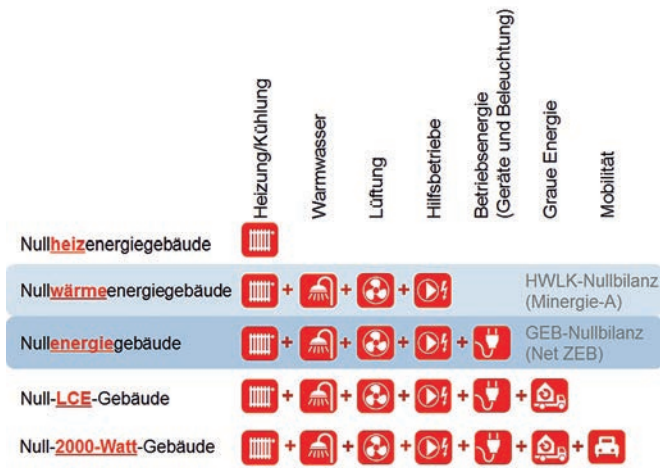 Heizung/Kühlung
Warmwasser
Lüftung
Hilfsbetriebe
Betriebsenergie
(Geräte und Beleuchtung)
Graue Energie
Mobilität
Nullheizenergiegebäude
Nullwärmeenergiegebäude
+ + +
HWLK-Nullbilanz
(Minergie-A)
Nullenergiegebäude
+ + + +
GEB-Nullbilanz
(Net ZEB)
Null-LCE-Gebäude
+ + + + +
Null-2000-Watt-Gebäude
+ + + + + +